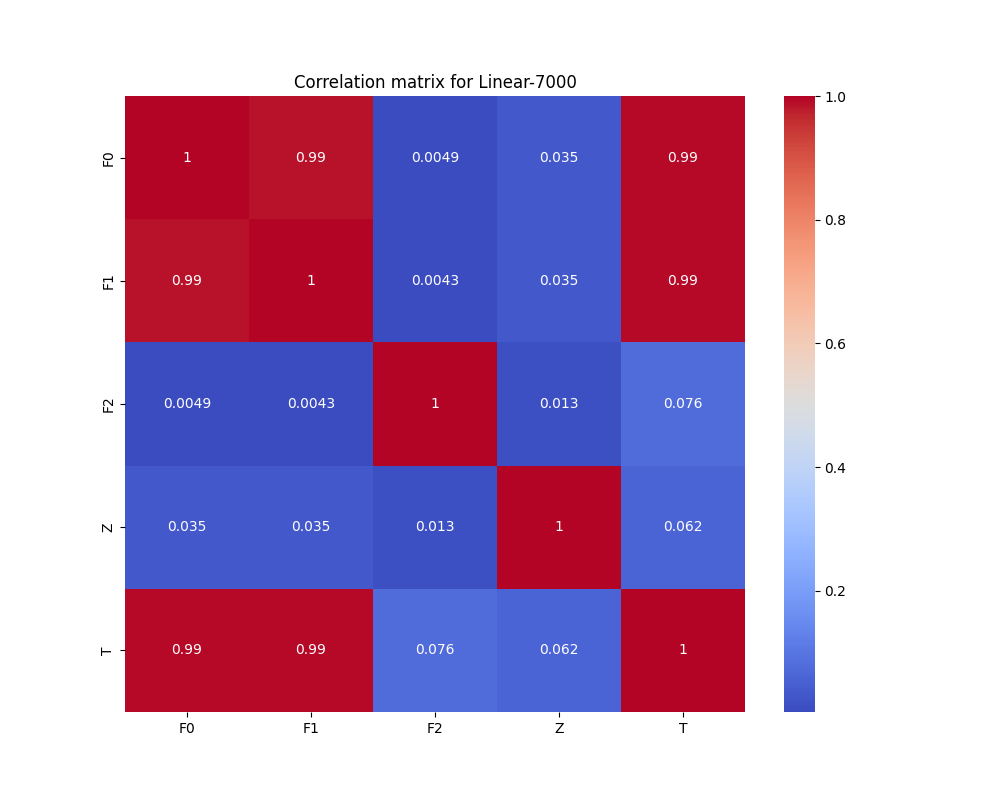 Correlation matrix for Linear-7000
F0 1 0.99 0.0049 0.035 0.99
F1 0.99 1 0.0043 0.035 0.99
F2 0.0049 0.0043 1 0.013 0.076
Z 0.035 0.035 0.013 1 0.062
T 0.99 0.99 0.076 0.062 1
F0 F1 F2 Z T
1.0
0.8
0.6
0.4
0.2